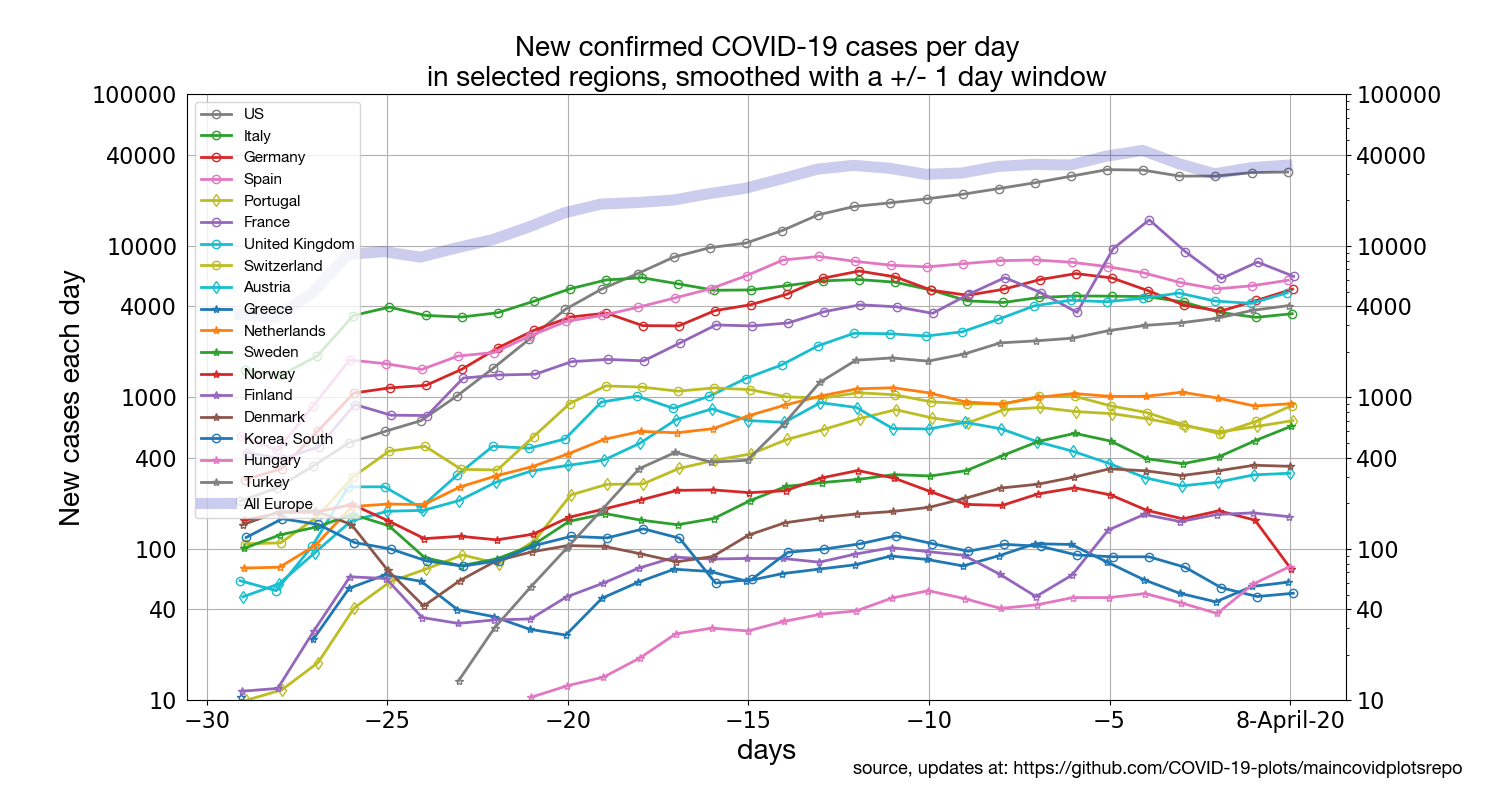 New confirmed COVID-19 cases per day
in selected regions, smoothed with a +/- 1 day window
New cases each day
100000
40000
10000
4000
1000
400
100
40
10
US
Italy
Germany
Spain
Portugal
France
United Kingdom
Switzerland
Austria
Greece
Netherlands
Sweden
Norway
Finland
Denmark
Korea, South
Hungary
Turkey
All Europe
100000
40000
10000
4000
1000
400
100
40
10
−30 −25 −20 −15 −10 −5 8-April-20
days
source, updates at: https://github.com/COVID-19-plots/maincovidplotsrepo